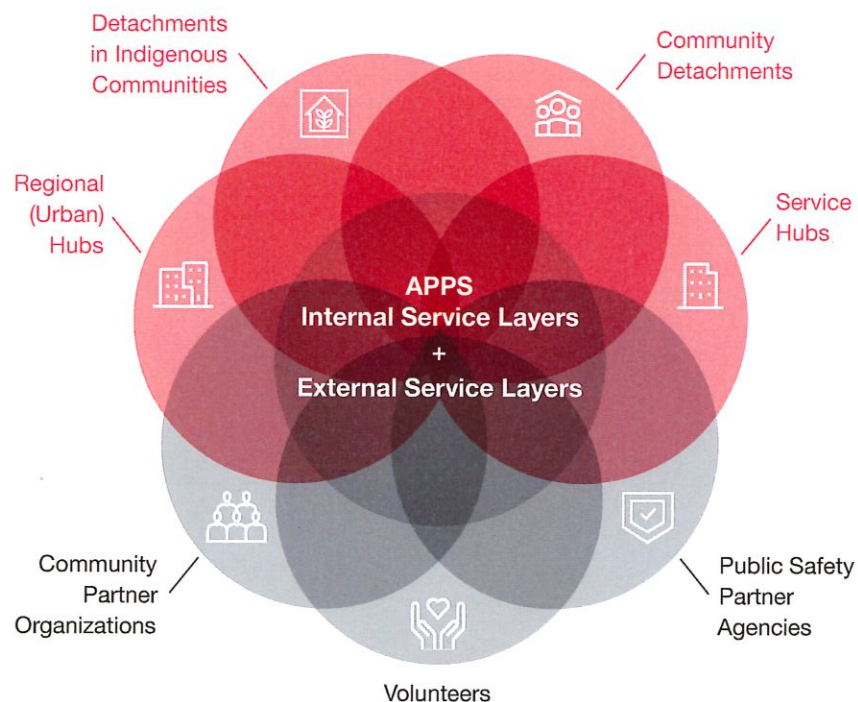 Detachments
in Indigenous
Communities
Community
Detachments
Regional
(Urban)
Hubs
Service
Hubs
APPS
Internal Service Layers
+
External Service Layers
Community
Partner
Organizations
Public Safety
Partner
Agencies
Volunteers